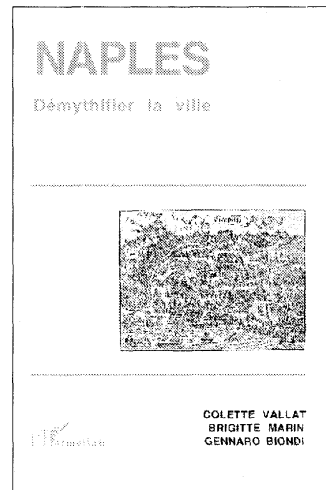 NAPLES
Démythifier la ville
COLETTE VALLAT
BRIGITTE MARIN
GENNARO BIONDI